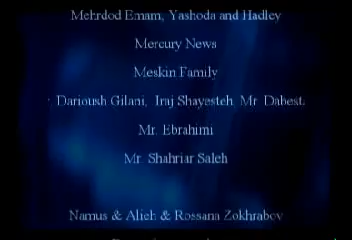 Mehrdod Emam, Yashoda and Hadley
Mercury News
Meskin Family
Darioush Gilani, Iraj Shayesteh, Mr. Dabest
Mr. Ebrahimi
Mr. Shahriar Saleh
Namus & Alieh & Rossana Zokhrabov